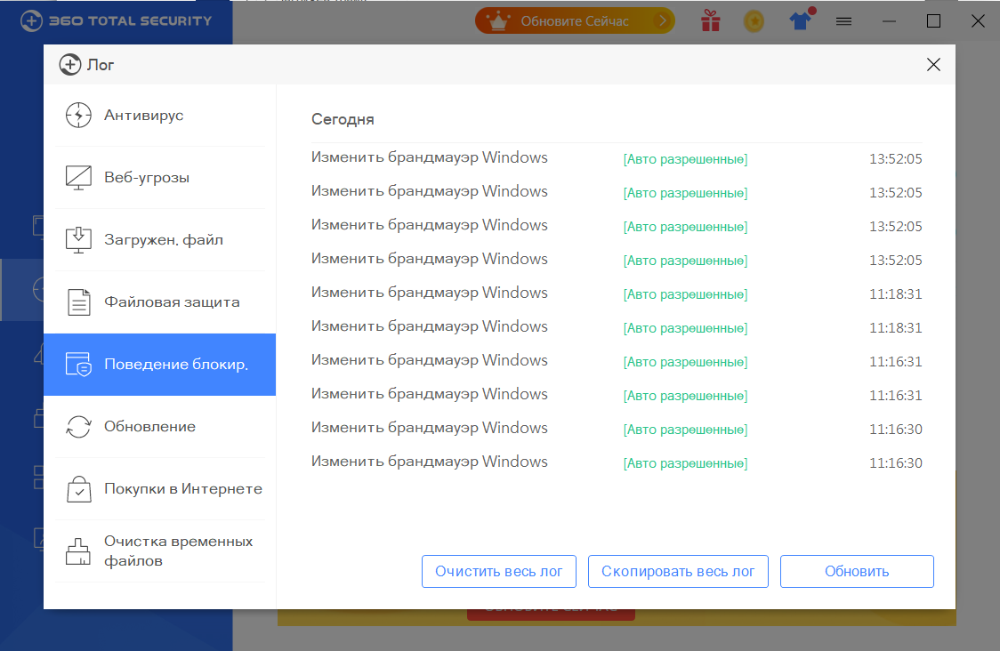 360 TOTAL SECURITY
Обновите Сейчас
Лог
Антивирус
Веб-угрозы
Загружен. файл
Файловая защита
Поведение блокир.
Обновление
Покупки в Интернете
Очистка временных
файлов
Сегодня
Изменить брандмауэр Windows [Авто разрешенные] 13:52:05
Изменить брандмауэр Windows [Авто разрешенные] 13:52:05
Изменить брандмауэр Windows [Авто разрешенные] 13:52:05
Изменить брандмауэр Windows [Авто разрешенные] 13:52:05
Изменить брандмауэр Windows [Авто разрешенные] 11:18:31
Изменить брандмауэр Windows [Авто разрешенные] 11:18:31
Изменить брандмауэр Windows [Авто разрешенные] 11:16:31
Изменить брандмауэр Windows [Авто разрешенные] 11:16:31
Изменить брандмауэр Windows [Авто разрешенные] 11:16:30
Изменить брандмауэр Windows [Авто разрешенные] 11:16:30
Очистить весь лог Скопировать весь лог Обновить